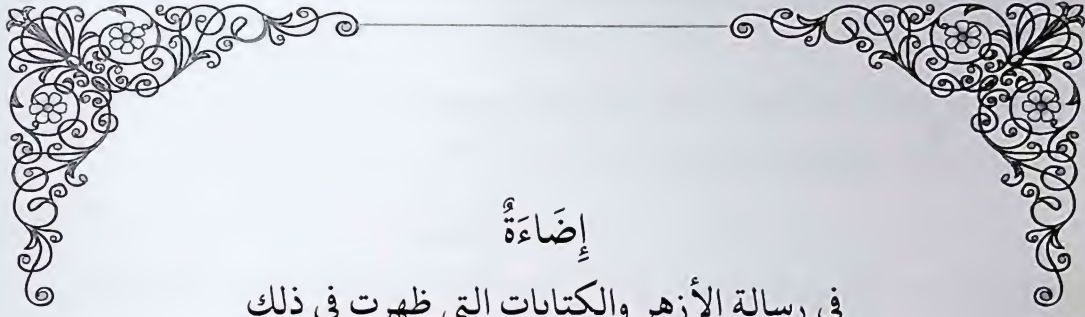 إِضَاءَةٌ
في رسالة الأزهر والكتابات التي ظهرت في ذلك